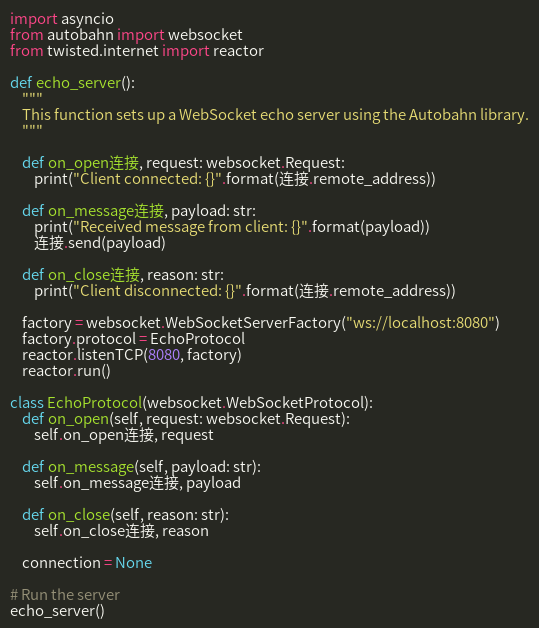 import asyncio
from autobahn import websocket
from twisted.internet import reactor
def echo_server():
"""
This function sets up a WebSocket echo server using the Autobahn library.
"""
def on_open连接, request: websocket.Request:
print("Client connected: {}".format(连接.remote_address))
def on_message连接, payload: str:
print("Received message from client: {}".format(payload))
连接.send(payload)
def on_close连接, reason: str:
print("Client disconnected: {}".format(连接.remote_address))
factory = websocket.WebSocketServerFactory("ws://localhost:8080")
factory.protocol = EchoProtocol
reactor.listenTCP(8080, factory)
reactor.run()
class EchoProtocol(websocket.WebSocketProtocol):
def on_open(self, request: websocket.Request):
self.on_open连接, request
def on_message(self, payload: str):
self.on_message连接, payload
def on_close(self, reason: str):
self.on_close连接, reason
connection = None
# Run the server
echo_server()